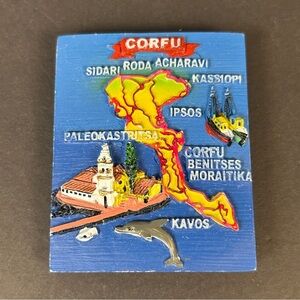 CORFU
SIDARI RODA ACHARAVI
KASSIOPI
IPSOS
PALEOKASTRITSA
CORFU
BENITSES
MORAITIKA
KAVOS